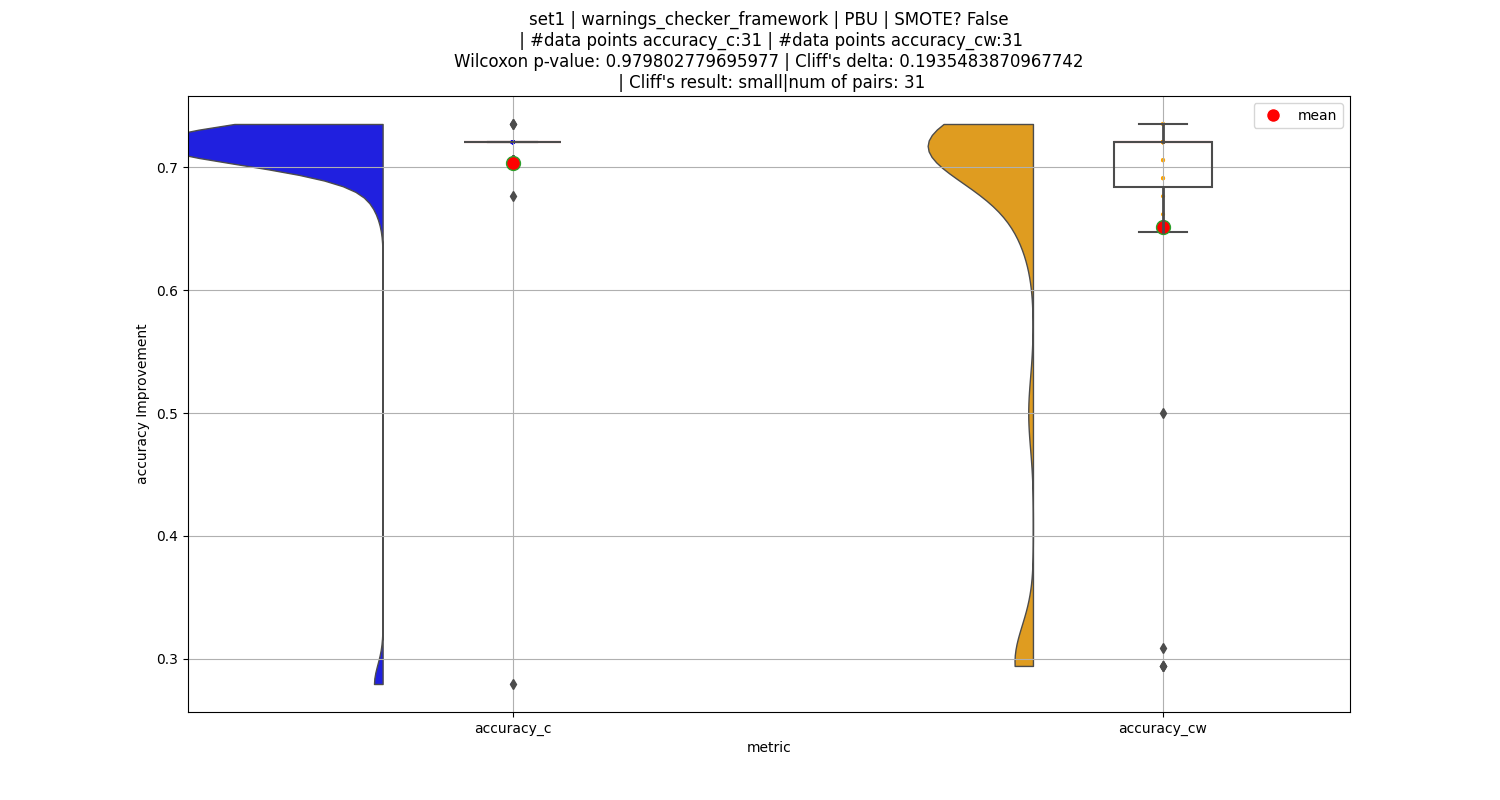 set1 | warnings_checker_framework | PBU | SMOTE? False
| #data points accuracy_c:31 | #data points accuracy_cw:31
Wilcoxon p-value: 0.979802779695977 | Cliff's delta: 0.1935483870967742
| Cliff's result: small|num of pairs: 31
mean
0.7
0.6
0.5
0.4
0.3
accuracy Improvement
accuracy_c
accuracy_cw
metric